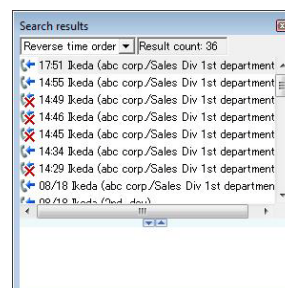 Search results
Reverse time order Result count: 36
17:51 Ikeda (abc corp./Sales Div 1st department
14:55 Ikeda (abc corp./Sales Div 1st department
14:49 Ikeda (abc corp./Sales Div 1st department
14:46 Ikeda (abc corp./Sales Div 1st department
14:45 Ikeda (abc corp./Sales Div 1st department
14:34 Ikeda (abc corp./Sales Div 1st department
14:29 Ikeda (abc corp./Sales Div 1st department
08/18 Ikeda (abc corp./Sales Div 1st departmen
08/18 Ikeda (2nd